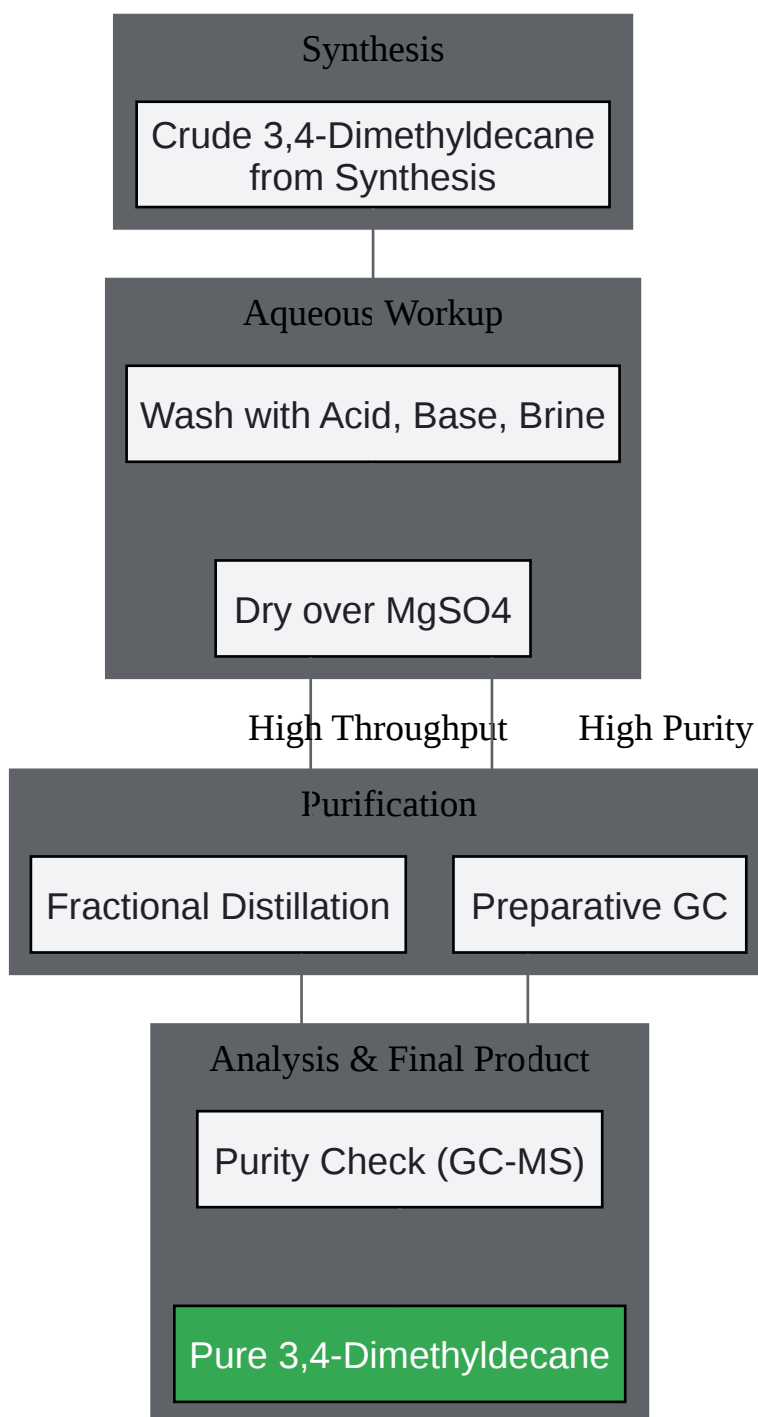 Synthesis
Crude 3,4-Dimethyldecane
from Synthesis
Aqueous Workup
Wash with Acid, Base, Brine
Dry over MgSO4
High Throughput
High Purity
Purification
Fractional Distillation
Preparative GC
Analysis & Final Product
Purity Check (GC-MS)
Pure 3,4-Dimethyldecane